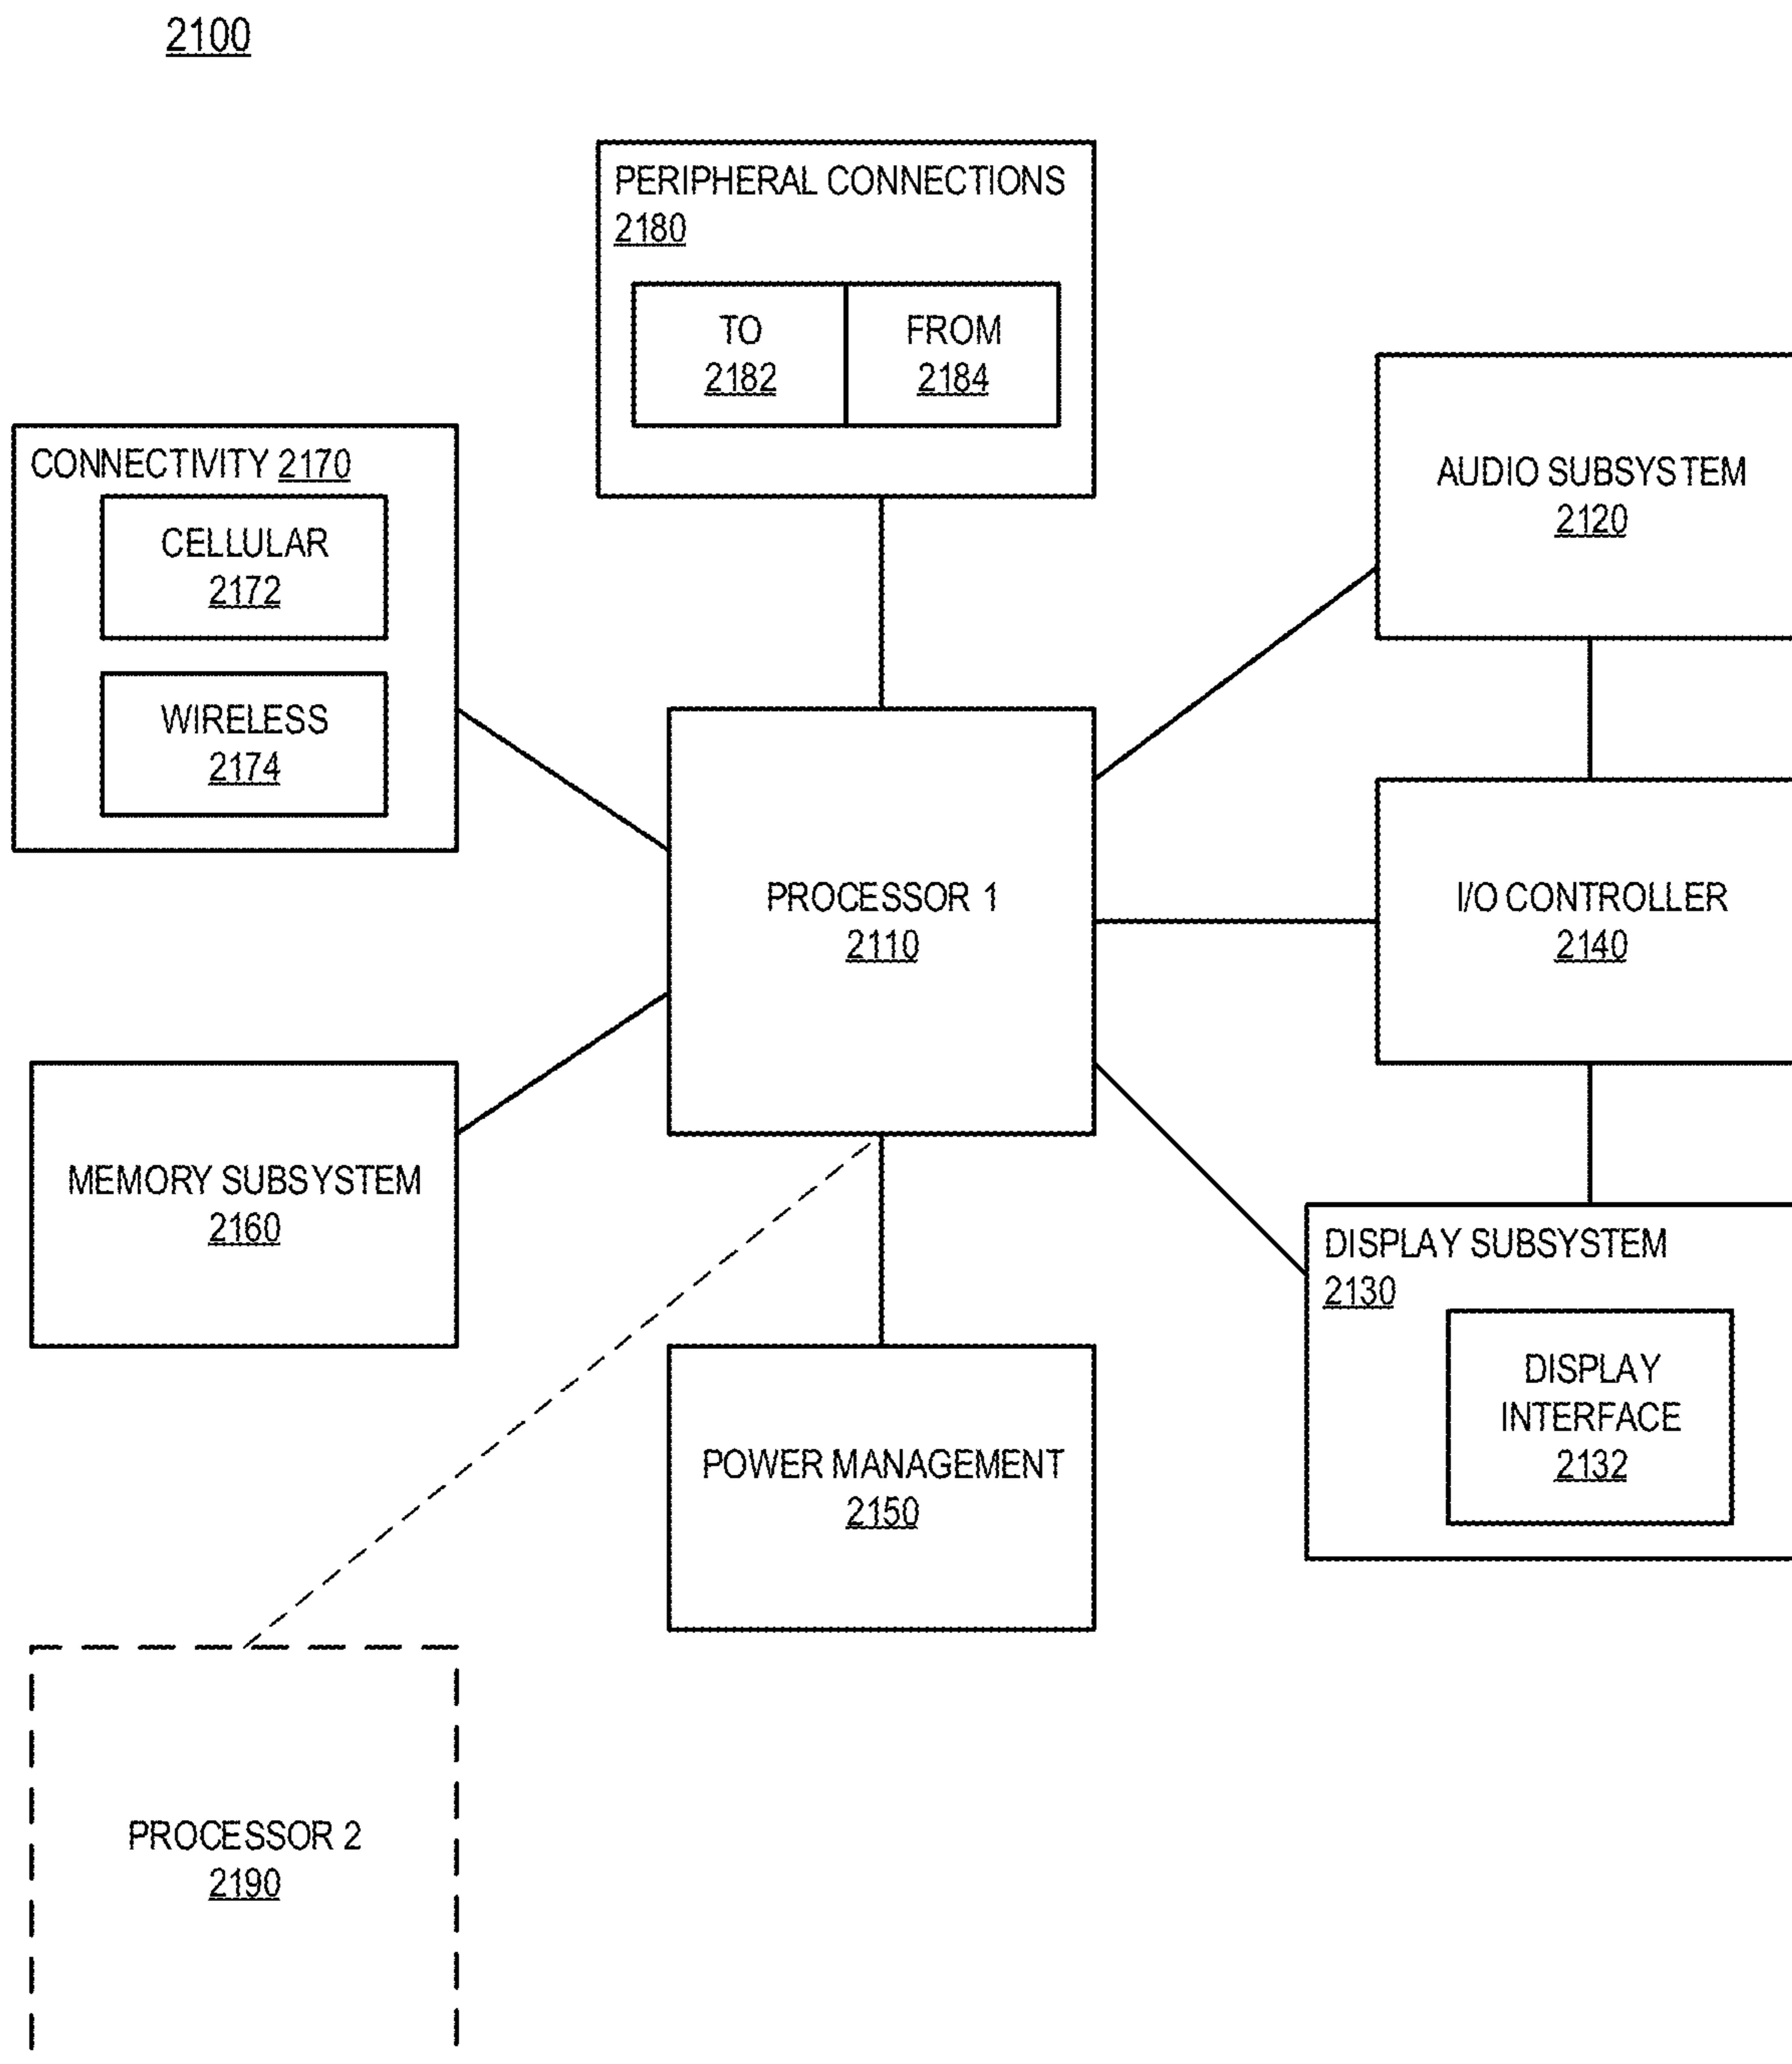 2100
PERIPHERAL CONNECTIONS
2180
TO
2182
FROM
2184
CONNECTIVITY 2170
CELLULAR
2172
WIRELESS
2174
AUDIO SUBSYSTEM
2120
PROCESSOR 1
2110
I/O CONTROLLER
2140
MEMORY SUBSYSTEM
2160
DISPLAY SUBSYSTEM
2130
DISPLAY
INTERFACE
2132
POWER MANAGEMENT
2150
PROCESSOR 2
2190